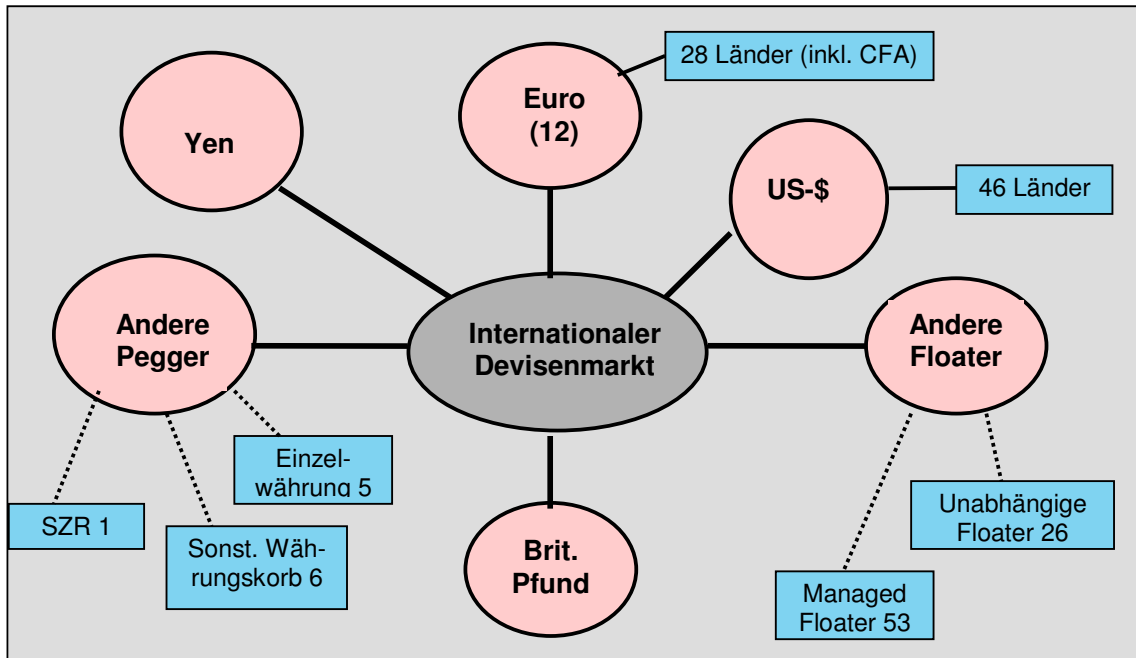 28 Länder (inkl. CFA)
Euro
(12)
Yen
US-$
46 Länder
Andere
Pegger
Internationaler
Devisenmarkt
Andere
Floater
Einzel-
währung 5
SZR 1
Sonst. Wäh-
rungskorb 6
Brit.
Pfund
Unabhängige
Floater 26
Managed
Floater 53